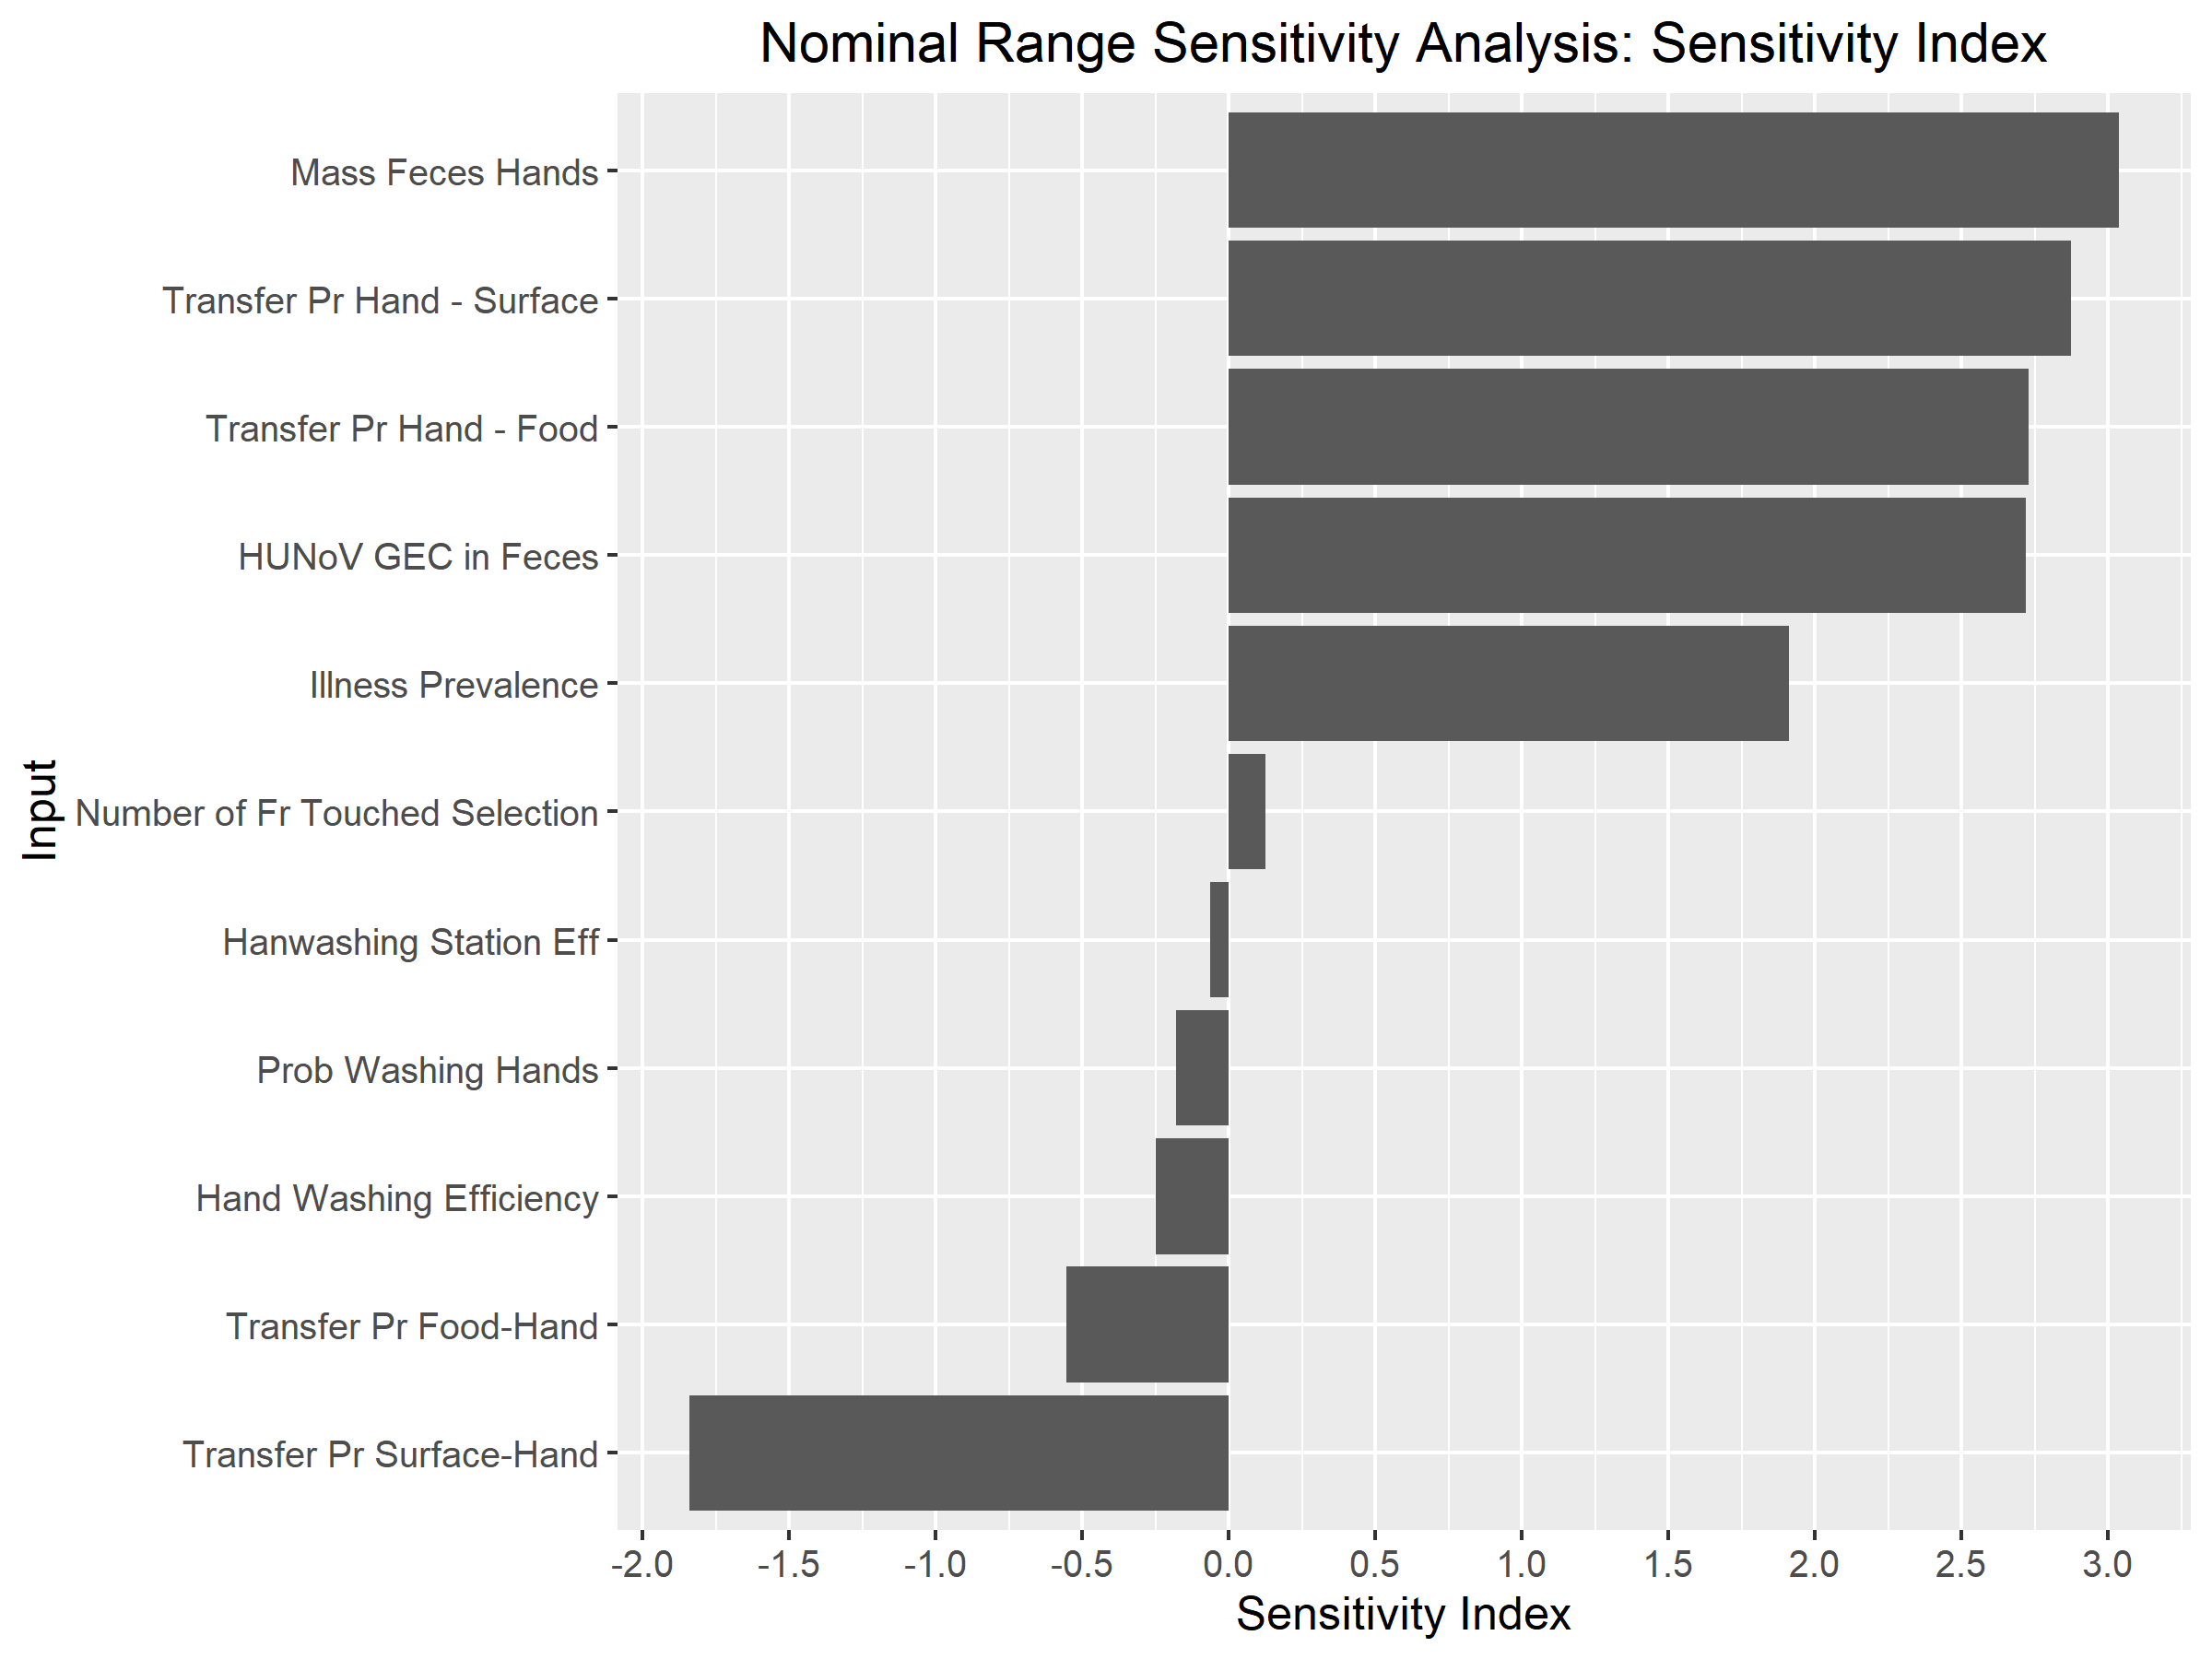 Nominal Range Sensitivity Analysis: Sensitivity Index
Mass Feces Hands
Transfer Pr Hand - Surface
Transfer Pr Hand - Food
HUNoV GEC in Feces
Illness Prevalence
Number of Fr Touched Selection
Hanwashing Station Eff
Prob Washing Hands
Hand Washing Efficiency
Transfer Pr Food-Hand
Transfer Pr Surface-Hand
Input
-2.0 -1.5 -1.0 -0.5 0.0 0.5 1.0 1.5 2.0 2.5 3.0
Sensitivity Index